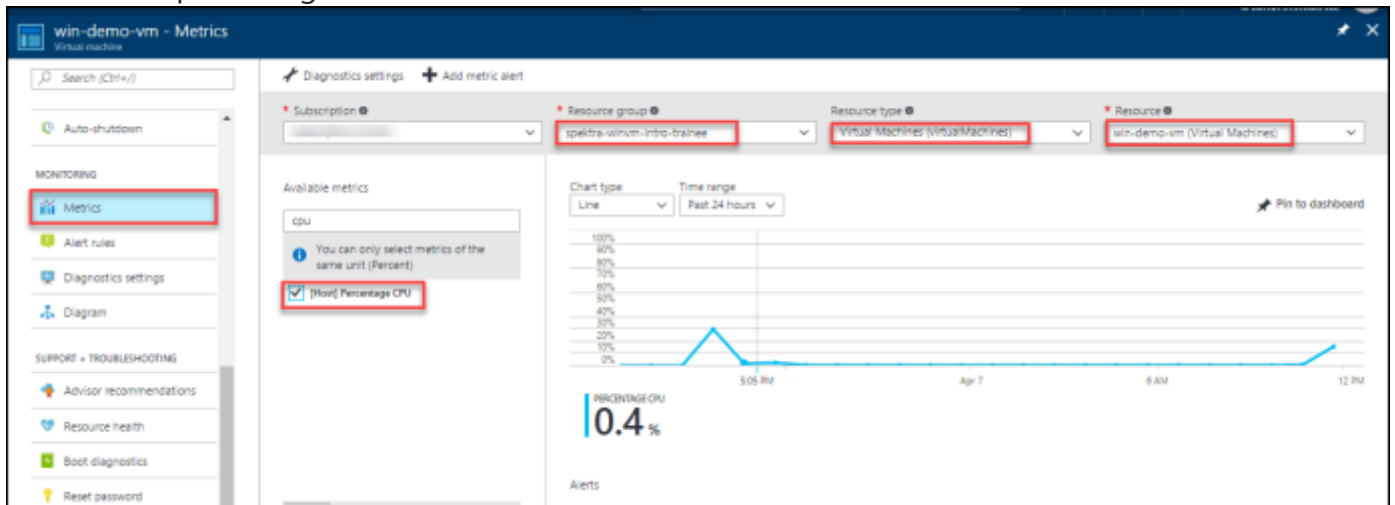 win-demo-vm - Metrics
Virtual machine
Search (Ctrl+/)
Diagnostics settings
Add metric alert
* Subscription
* Resource group
Resource type
* Resource
spektra-winvm-intro-trainee
Virtual Machines (virtualMachines)
win-demo-vm (Virtual Machines)
Auto-shutdown
MONITORING
Metrics
Alert rules
Diagnostics settings
Diagram
SUPPORT + TROUBLESHOOTING
Advisor recommendations
Resource health
Boot diagnostics
Reset password
Available metrics
cpu
You can only select metrics of the
same unit (Percent)
[Host] Percentage CPU
Chart type
Time range
Line
Past 24 hours
Pin to dashboard
100%
90%
80%
70%
60%
50%
40%
30%
20%
10%
0%
5:05 PM
Apr 7
6 AM
12 PM
PERCENTAGE CPU
0.4 %
Alerts